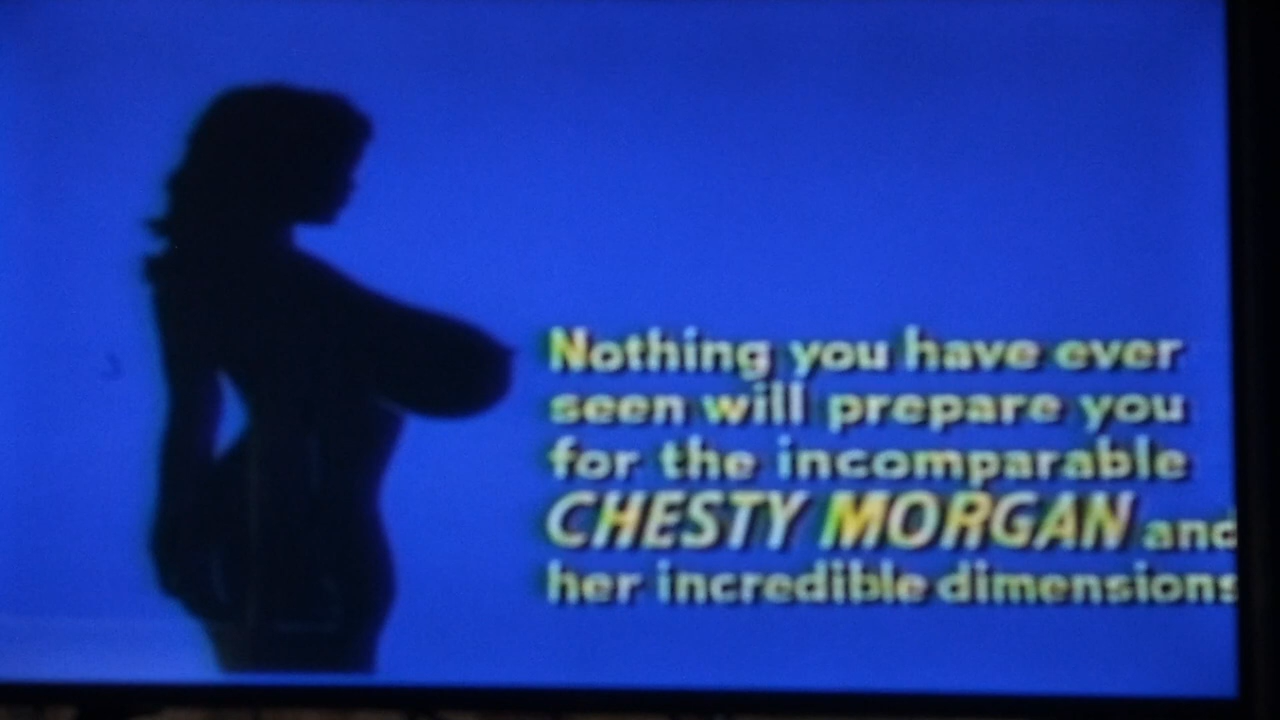 Nothing you have ever
seen will prepare you
for the incomparable
CHESTY MORGAN and
her incredible dimensions